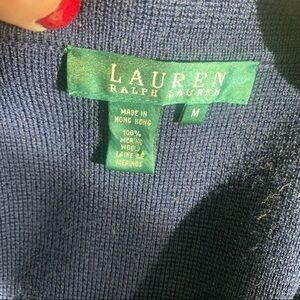 LAUREN
RALPH LAUREN
M
MADE IN
HONG KONG
100%
MERINO
WOOL
LAINE DE
MERINOS